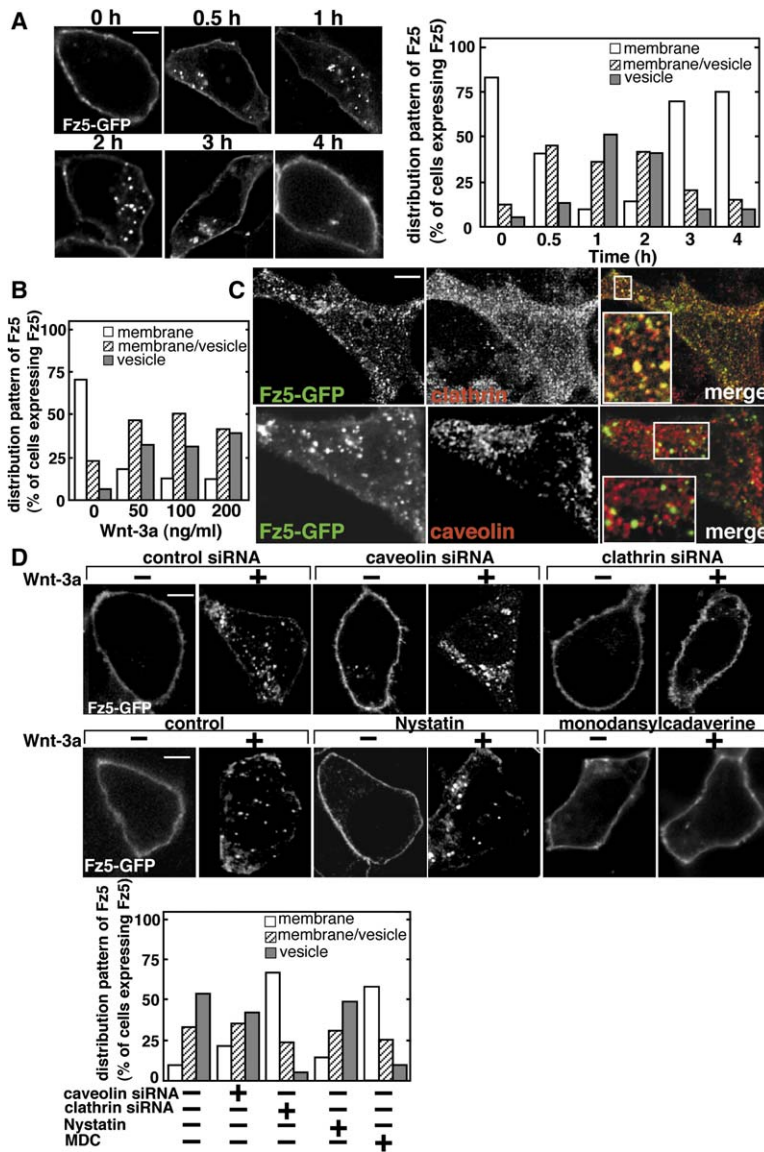 A
0 h 0.5 h 1 h
Fz5-GFP
2 h 3 h 4 h
distribution pattern of Fz5
(% of cells expressing Fz5)
100
75
50
25
0
membrane
membrane/vesicle
vesicle
0 0.5 1 2 3 4
Time (h)
B
distribution pattern of Fz5
(% of cells expressing Fz5)
100
75
50
25
0
membrane
membrane/vesicle
vesicle
0 50 100 200
Wnt-3a (ng/ml)
C
Fz5-GFP clathrin merge
Fz5-GFP caveolin merge
D
control siRNA caveolin siRNA clathrin siRNA
Wnt-3a − + − + − +
Fz5-GFP
control Nystatin monodansylcadaverine
Wnt-3a − + − + − +
Fz5-GFP
distribution pattern of Fz5
(% of cells expressing Fz5)
100
75
50
25
0
membrane
membrane/vesicle
vesicle
caveolin siRNA − + − − −
clathrin siRNA − − + − −
Nystatin − − − + −
MDC − − − − +